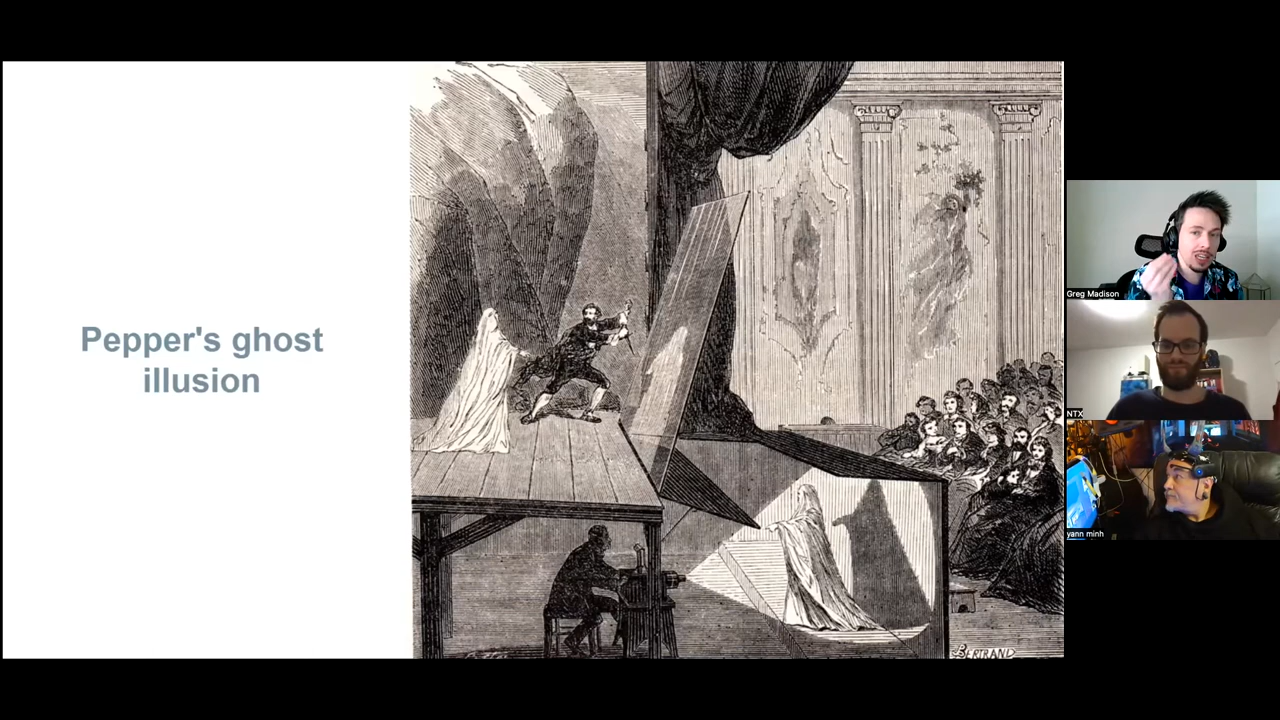 Pepper's ghost
illusion
BERTRAND
Greg Madison
NTX
yann minh